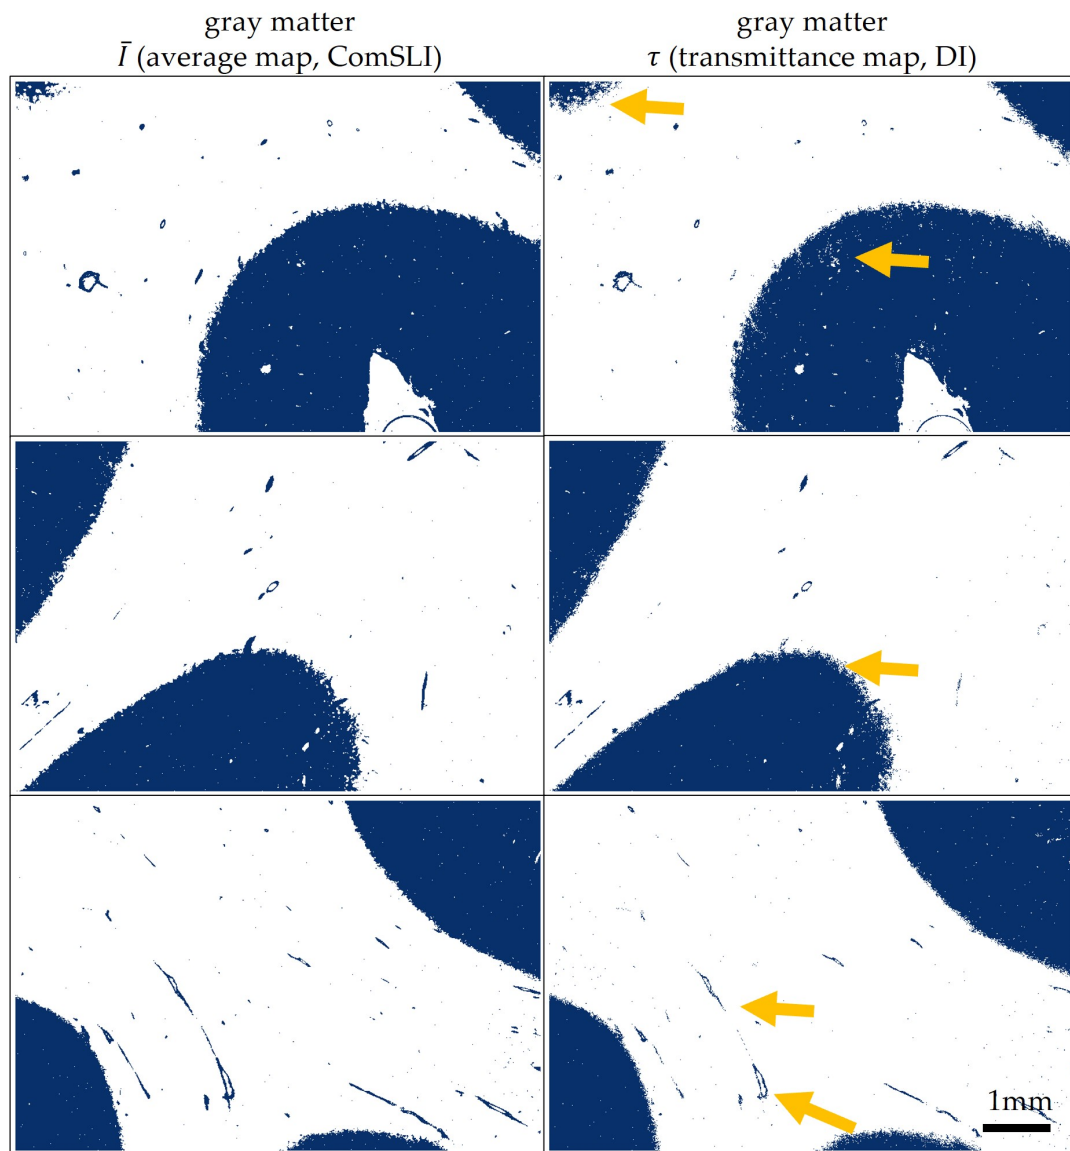 gray matter
Ī (average map, ComSLI)
gray matter
τ (transmittance map, DI)
1mm